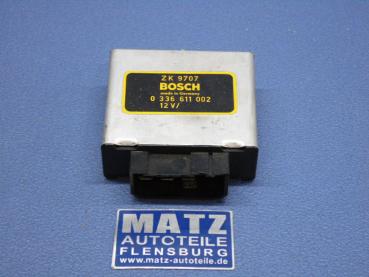 ZK 9707
BOSCH
made in Germany
0 336 611 002
12 V/
MATZ
AUTOTEILE
FLENSBURG
www.matz-autoteile.de